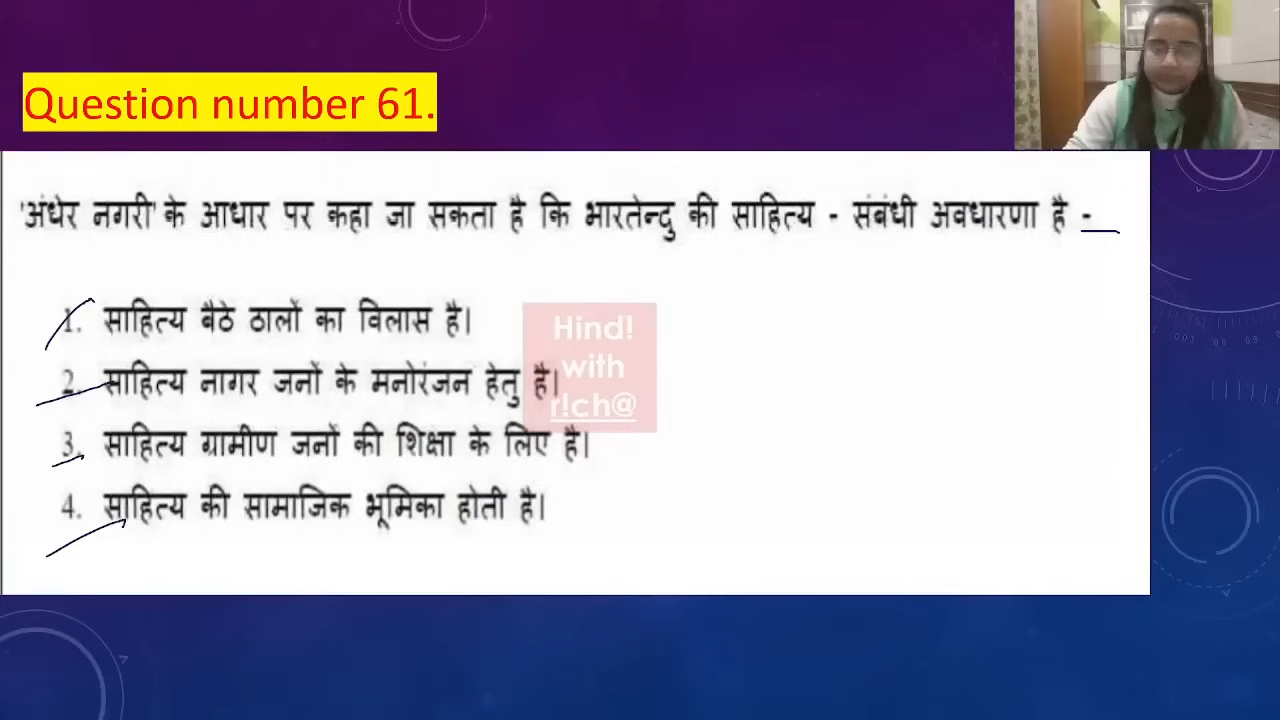 Question number 61.
'अंधेर नगरी' के आधार पर कहा जा सकता है कि भारतेन्दु की साहित्य - संबंधी अवधारणा है -
1. साहित्य बैठे ठालों का विलास है।
2. साहित्य नागर जनों के मनोरंजन हेतु है।
3. साहित्य ग्रामीण जनों की शिक्षा के लिए है।
4. साहित्य की सामाजिक भूमिका होती है।
Hind!
with
r!ch@